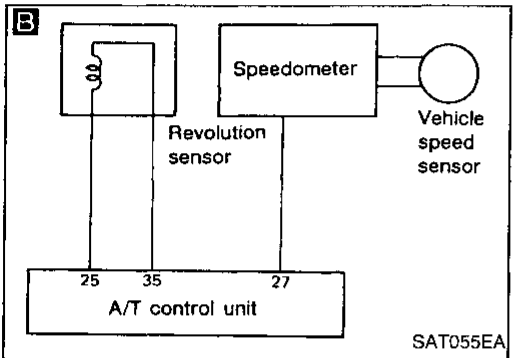 B
Speedometer
Revolution
sensor
Vehicle
speed
sensor
25 35 27
A/T control unit
SAT055EA